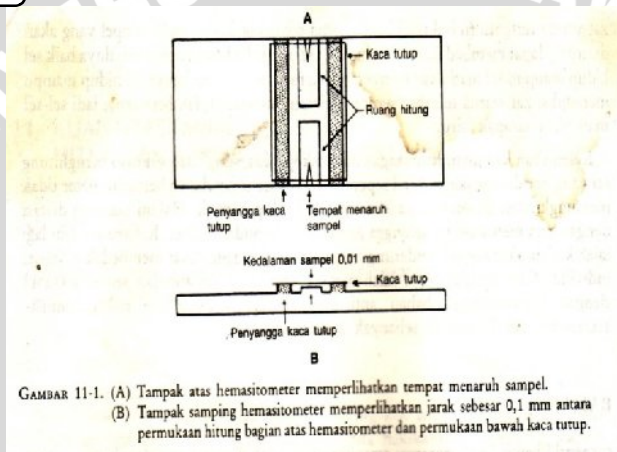 A
Kaca tutup
Ruang hitung
Penyangga kaca
tutup
Tempat menaruh
sampel
Kedalaman sampel 0,01 mm
Kaca tutup
Penyangga kaca tutup
B
GAMBAR 11-1. (A) Tampak atas hemasitometer memperlihatkan tempat menaruh sampel.
(B) Tampak samping hemasitometer memperlihatkan jarak sebesar 0,1 mm antara
permukaan hitung bagian atas hemasitometer dan permukaan bawah kaca tutup.